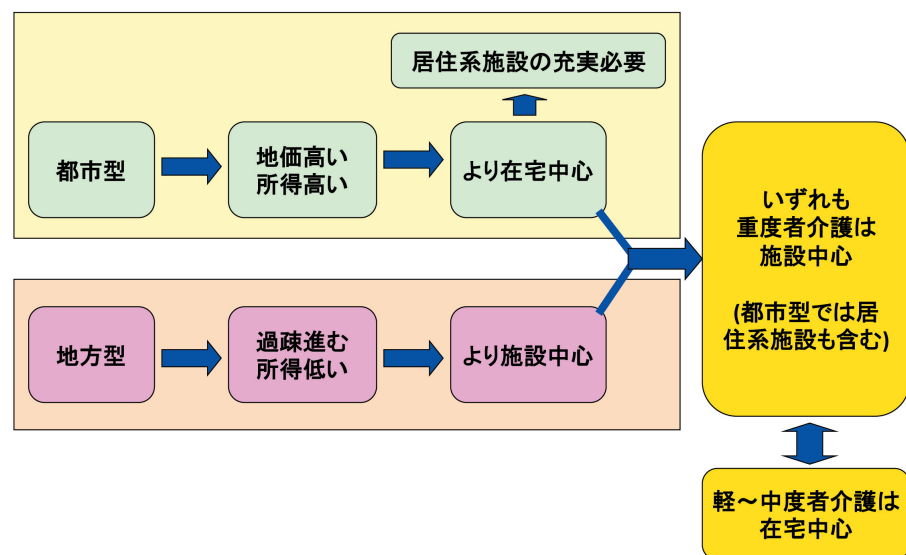 居住系施設の充実必要
都市型
地価高い
所得高い
より在宅中心
地方型
過疎進む
所得低い
より施設中心
いずれも
重度者介護は
施設中心
(都市型では居
住系施設も含む)
軽～中度者介護は
在宅中心